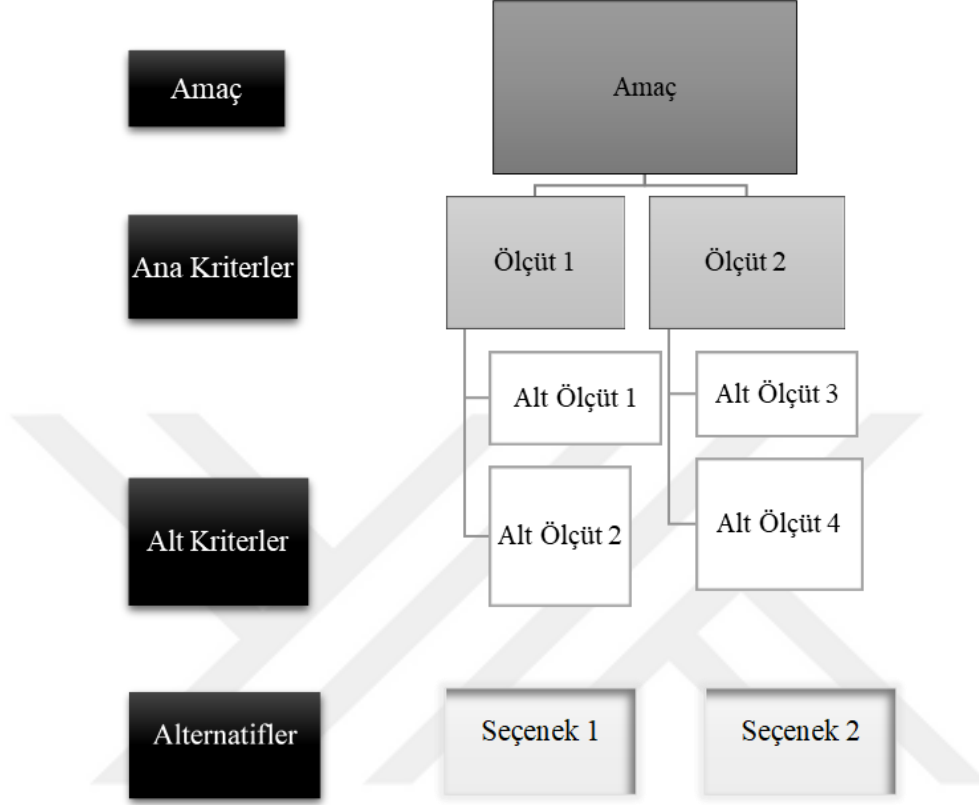 Amaç
Amaç
Ana Kriterler
Ölçüt 1
Ölçüt 2
Alt Ölçüt 1
Alt Ölçüt 3
Alt Kriterler
Alt Ölçüt 2
Alt Ölçüt 4
Alternatifler
Seçenek 1
Seçenek 2